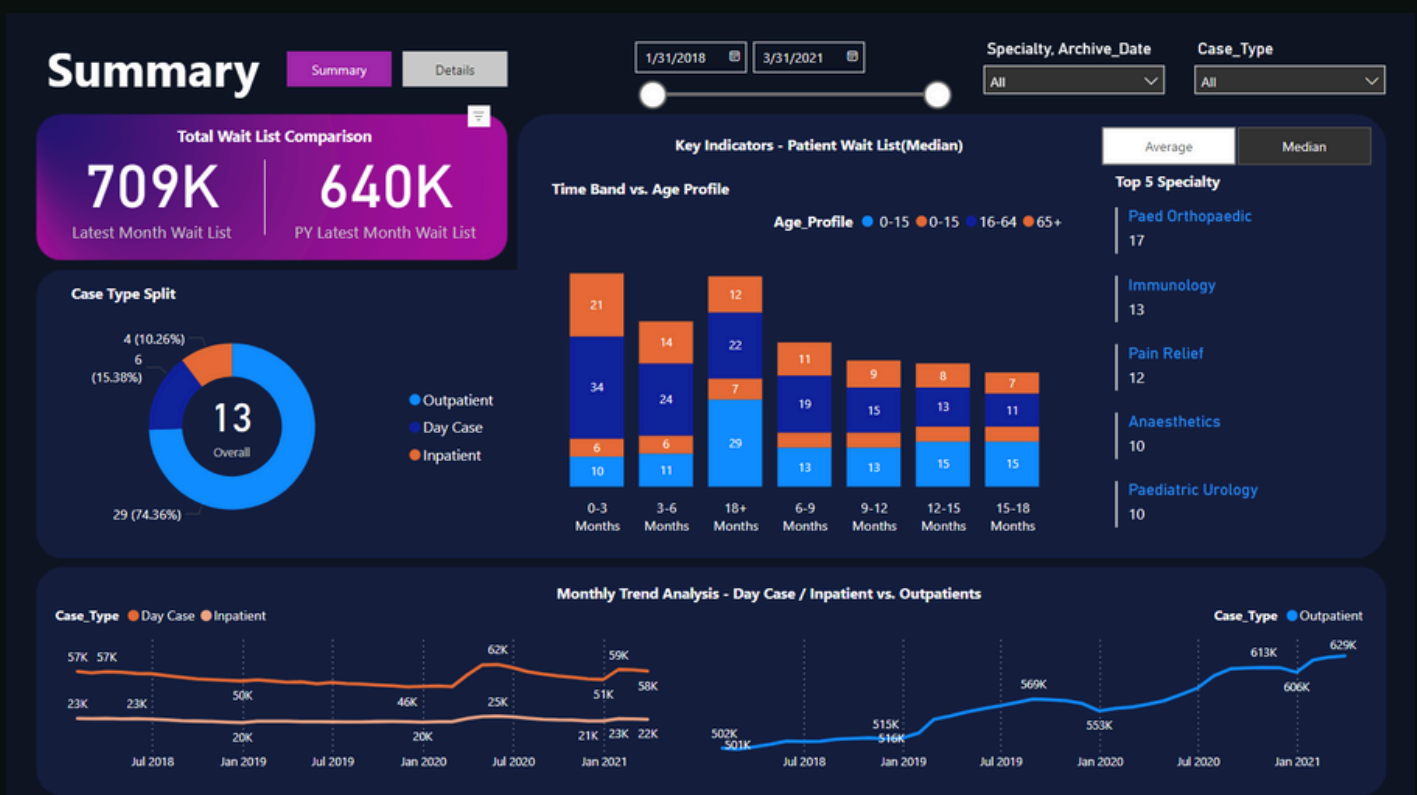 Summary
Summary
Details
1/31/2018
3/31/2021
Specialty, Archive_Date
All
Case_Type
All
Total Wait List Comparison
709K
640K
Latest Month Wait List
PY Latest Month Wait List
Key Indicators - Patient Wait List(Median)
Average
Median
Time Band vs. Age Profile
Age_Profile 0-15 0-15 16-64 65+
21
34
6
10
0-3
Months
14
24
6
11
3-6
Months
12
22
7
29
18+
Months
11
19
13
6-9
Months
9
15
13
9-12
Months
8
13
15
12-15
Months
7
11
15
15-18
Months
Top 5 Specialty
Paed Orthopaedic
17
Immunology
13
Pain Relief
12
Anaesthetics
10
Paediatric Urology
10
Case Type Split
4 (10.26%)
6
(15.38%)
13
Overall
29 (74.36%)
Outpatient
Day Case
Inpatient
Monthly Trend Analysis - Day Case / Inpatient vs. Outpatients
Case_Type Day Case Inpatient
57K 57K
50K
46K
62K
51K
59K
58K
23K
23K
20K
20K
25K
21K
23K
22K
Jul 2018
Jan 2019
Jul 2019
Jan 2020
Jul 2020
Jan 2021
Case_Type Outpatient
502K
501K
515K
516K
569K
553K
613K
606K
629K
Jul 2018
Jan 2019
Jul 2019
Jan 2020
Jul 2020
Jan 2021